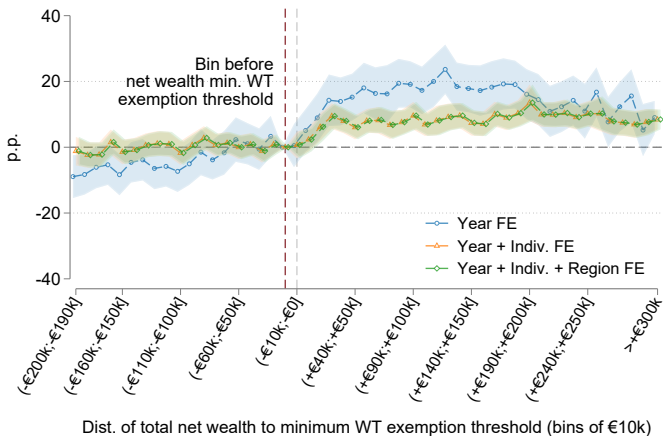 40
20
0
-20
-40
p.p.
Bin before
net wealth min. WT
exemption threshold
Year FE
Year + Indiv. FE
Year + Indiv. + Region FE
(-€200k;-€190k]
(-€160k;-€150k]
(-€110k;-€100k]
(-€60k;-€50k]
(-€10k;-€0]
(+€40k;+€50k]
(+€90k;+€100k]
(+€140k;+€150k]
(+€190k;+€200k]
(+€240k;+€250k]
>+€300k
Dist. of total net wealth to minimum WT exemption threshold (bins of €10k)